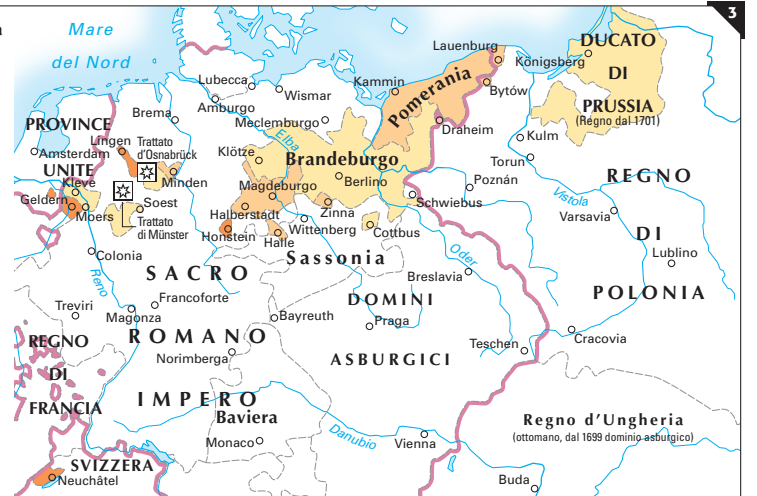 3
a
Mare
del Nord
DUCATO
DI
PRUSSIA
(Regno dal 1701)
Lauenburg
Königsberg
Lubecca
Kammin
Pomerania
Bytów
Wismar
Amburgo
Brema
Meclemburgo
Draheim
Kulm
PROVINCE
UNITE
Lingen
Trattato
d'Osnabrück
Elba
Klötze
Brandeburgo
Torun
Amsterdam
REGNO
DI
POLONIA
Kleve
Minden
Magdeburgo
Berlino
Poznán
Vistola
Geldern
Moers
Soest
Trattato
di Münster
Halberstadt
Zinna
Schwiebus
Varsavia
Honstein
Halle
Wittenberg
Cottbus
Colonia
Sassonia
Oder
Lublino
Reno
SACRO
ROMANO
IMPERO
Breslavia
Treviri
Francoforte
Magonza
DOMINI
ASBURGICI
Bayreuth
Praga
Cracovia
REGNO
DI
FRANCIA
Norimberga
Teschen
Baviera
Monaco
Danubio
Vienna
Regno d'Ungheria
(ottomano, dal 1699 dominio asburgico)
SVIZZERA
Neuchâtel
Buda